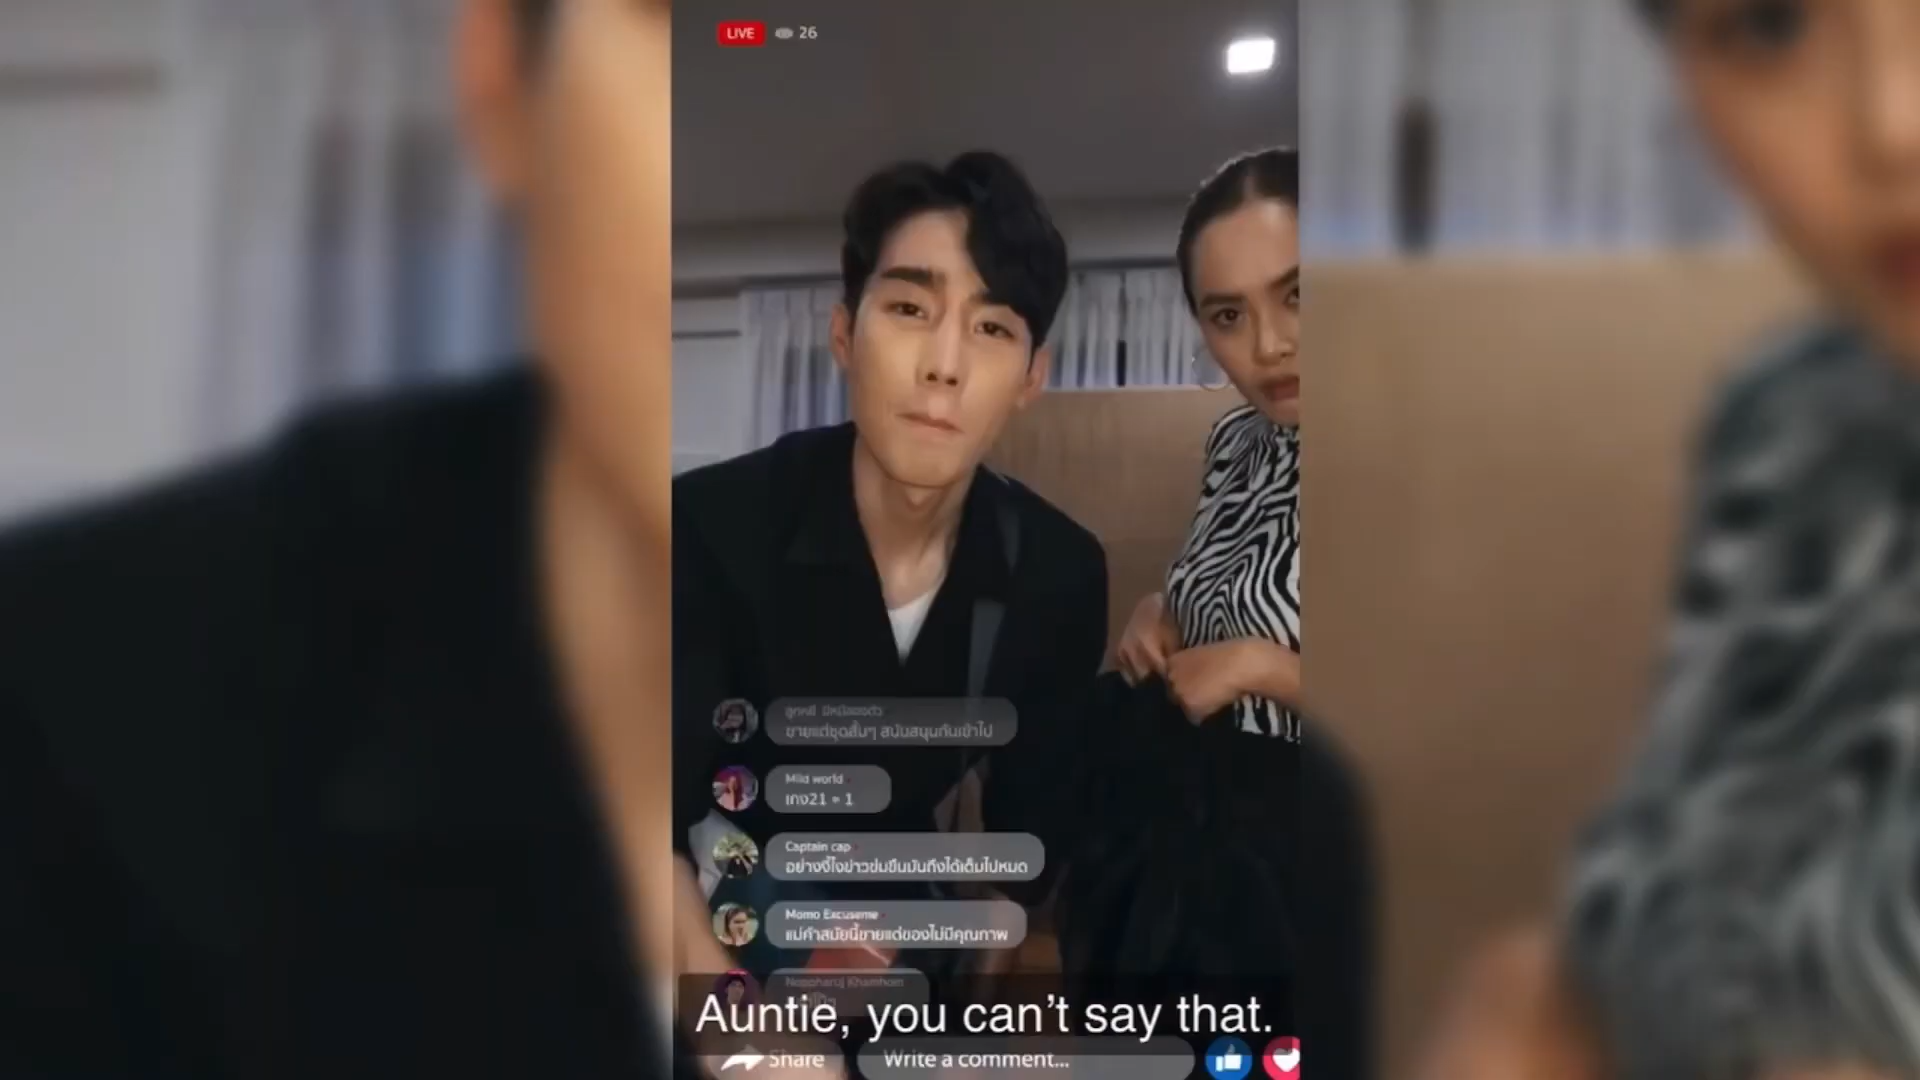 LIVE 26
ขายแต่ชุดสั้นๆ สนับสนุนกันเข้าไป
Mild world
เกง21 = 1
Captain cap
อย่างงี้ไงข่าวข่มขืนมันถึงได้เต็มไปหมด
Momo Excuseme
แม่ค้าสมัยนี้ขายแต่ของไม่มีคุณภาพ
Noppharuj Khamhom
Auntie, you can't say that.
Share
Write a comment...